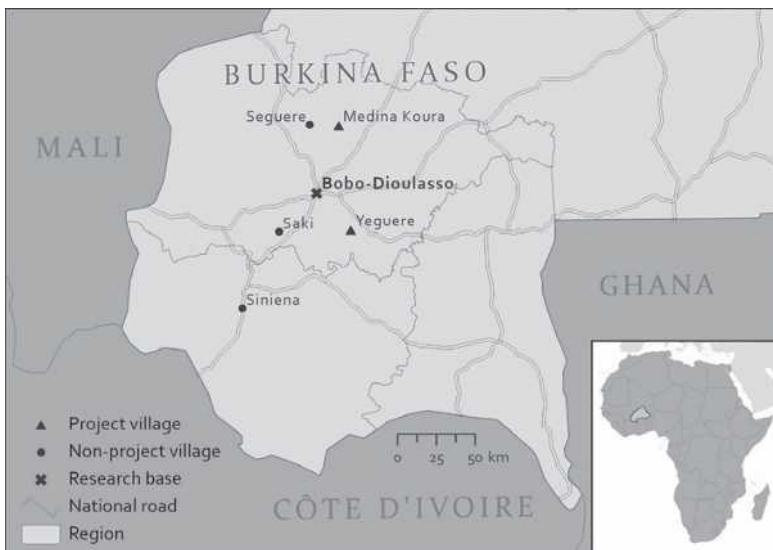 BURKINA FASO
Seguere
Medina Koura
MALI
Bobo-Dioulasso
Saki
Yeguere
GHANA
Siniena
Project village
Non-project village
Research base
National road
Region
0 25 50 km
CÔTE D'IVOIRE